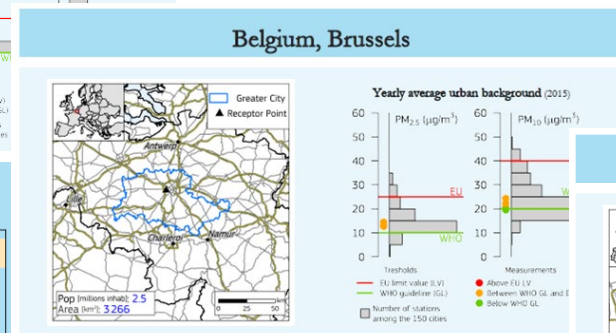 Belgium, Brussels
Greater City
Receptor Point
Antwerp
Lille
Charleroi
Namur
Pop [millions inhab]: 2.5
Area [km²]: 3266
0 25 50
Yearly average urban background (2015)
PM2.5 (µg/m³)
60
50
40
30
20
10
0
EU
WHO
PM10 (µg/m³)
60
50
40
30
20
10
0
Tresholds
EU limit value (LV)
WHO guideline (GL)
Number of stations
among the 150 cities
Measurements
Above EU LV
Between WHO GL and
Below WHO GL